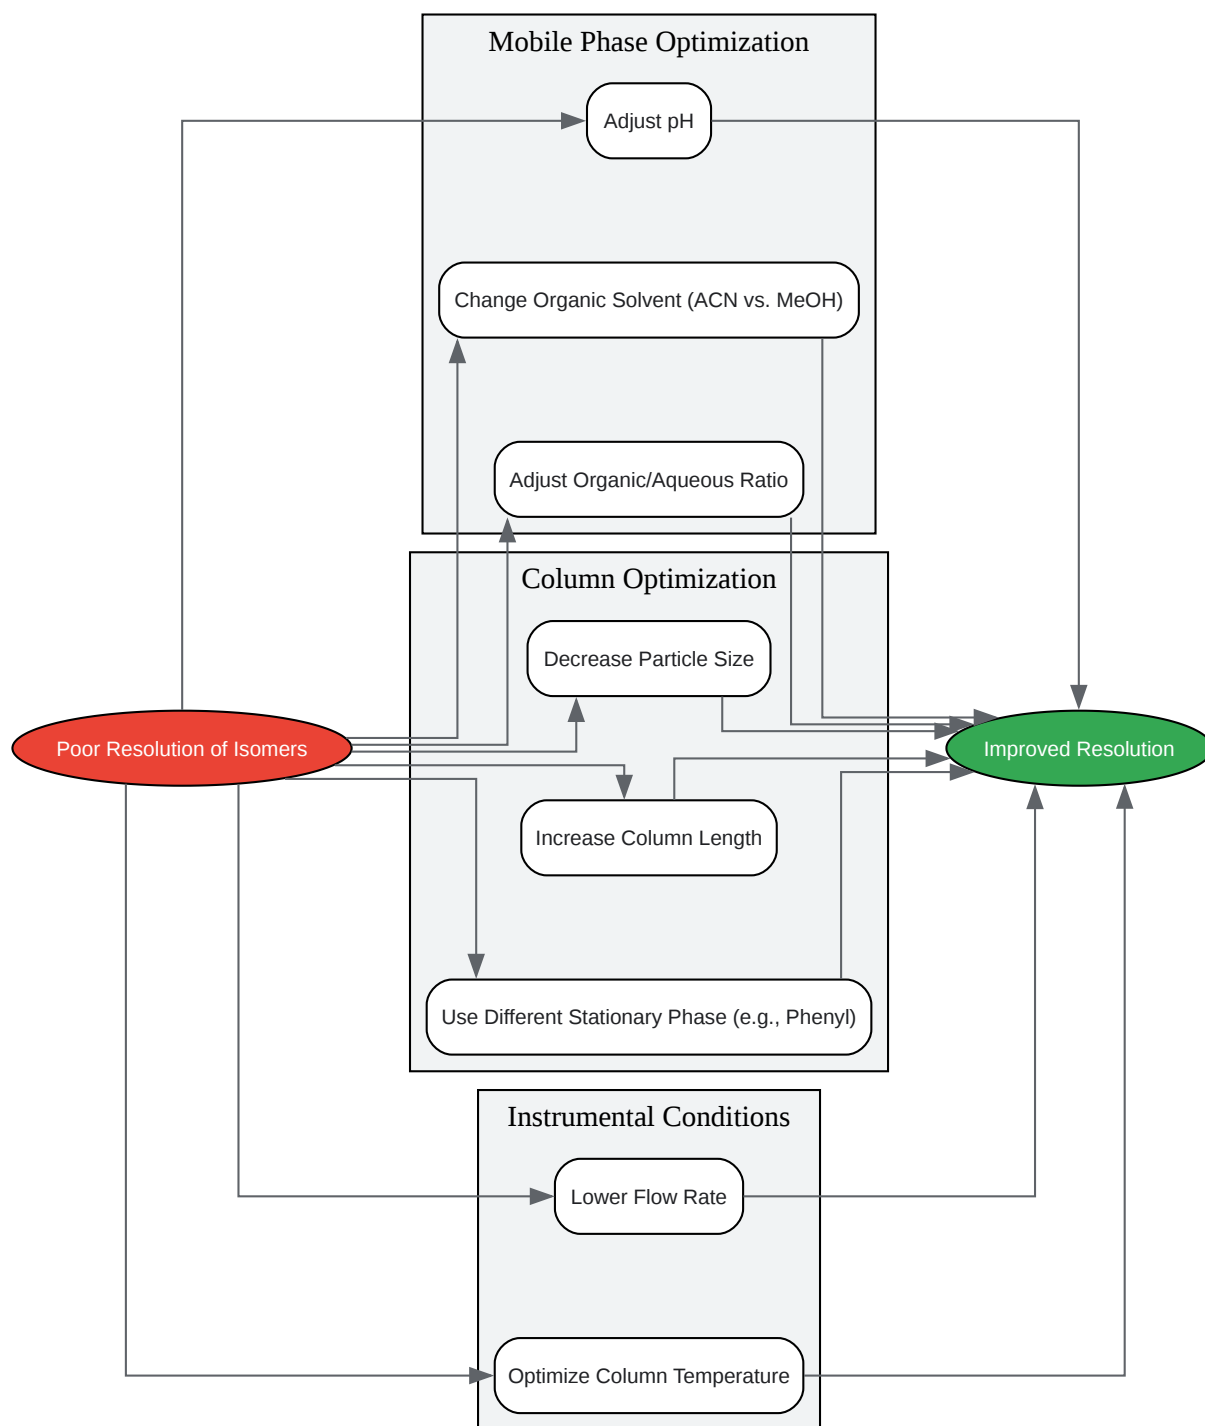 Mobile Phase Optimization
Adjust pH
Change Organic Solvent (ACN vs. MeOH)
Adjust Organic/Aqueous Ratio
Column Optimization
Decrease Particle Size
Poor Resolution of Isomers
Improved Resolution
Increase Column Length
Use Different Stationary Phase (e.g., Phenyl)
Instrumental Conditions
Lower Flow Rate
Optimize Column Temperature